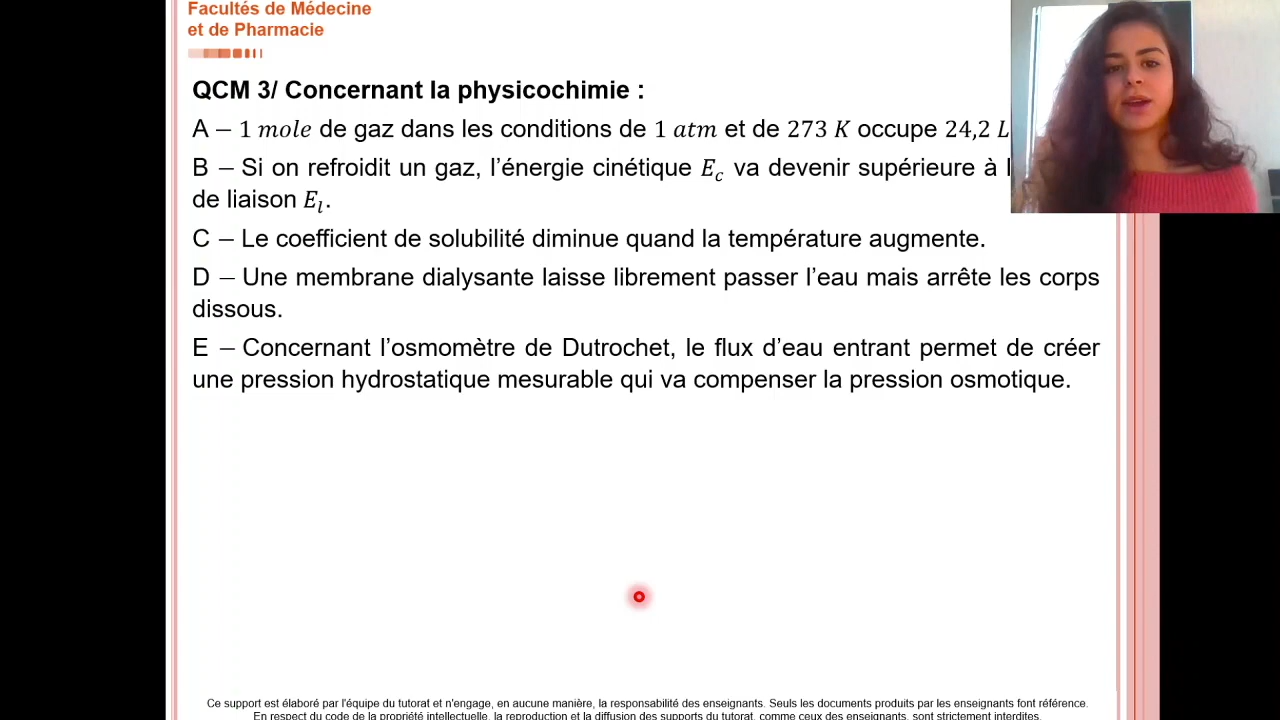 Facultés de Médecine
et de Pharmacie
QCM 3/ Concernant la physicochimie :
A – 1 mole de gaz dans les conditions de 1 atm et de 273 K occupe 24,2 L
B – Si on refroidit un gaz, l'énergie cinétique E_c va devenir supérieure à
de liaison E_l.
C – Le coefficient de solubilité diminue quand la température augmente.
D – Une membrane dialysante laisse librement passer l'eau mais arrête les corps
dissous.
E – Concernant l'osmomètre de Dutrochet, le flux d'eau entrant permet de créer
une pression hydrostatique mesurable qui va compenser la pression osmotique.
Ce support est élaboré par l'équipe du tutorat et n'engage, en aucune manière, la responsabilité des enseignants. Seuls les documents produits par les enseignants font référence.
En respect du code de la propriété intellectuelle, la reproduction et la diffusion des supports du tutorat, comme ceux des enseignants, sont strictement interdites.